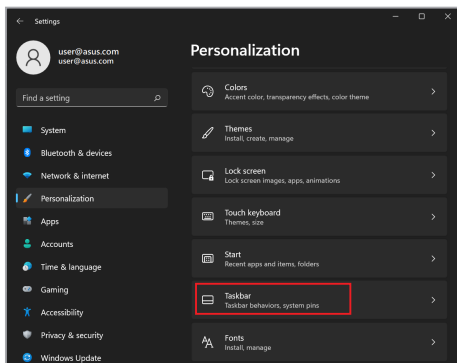 Settings
user@asus.com
user@asus.com
Find a setting
System
Bluetooth & devices
Network & internet
Personalization
Apps
Accounts
Time & language
Gaming
Accessibility
Privacy & security
Windows Update
Personalization
Colors
Accent color, transparency effects, color theme
Themes
Install, create, manage
Lock screen
Lock screen images, apps, animations
Touch keyboard
Themes, size
Start
Recent apps and items, folders
Taskbar
Taskbar behaviors, system pins
Fonts
Install, manage